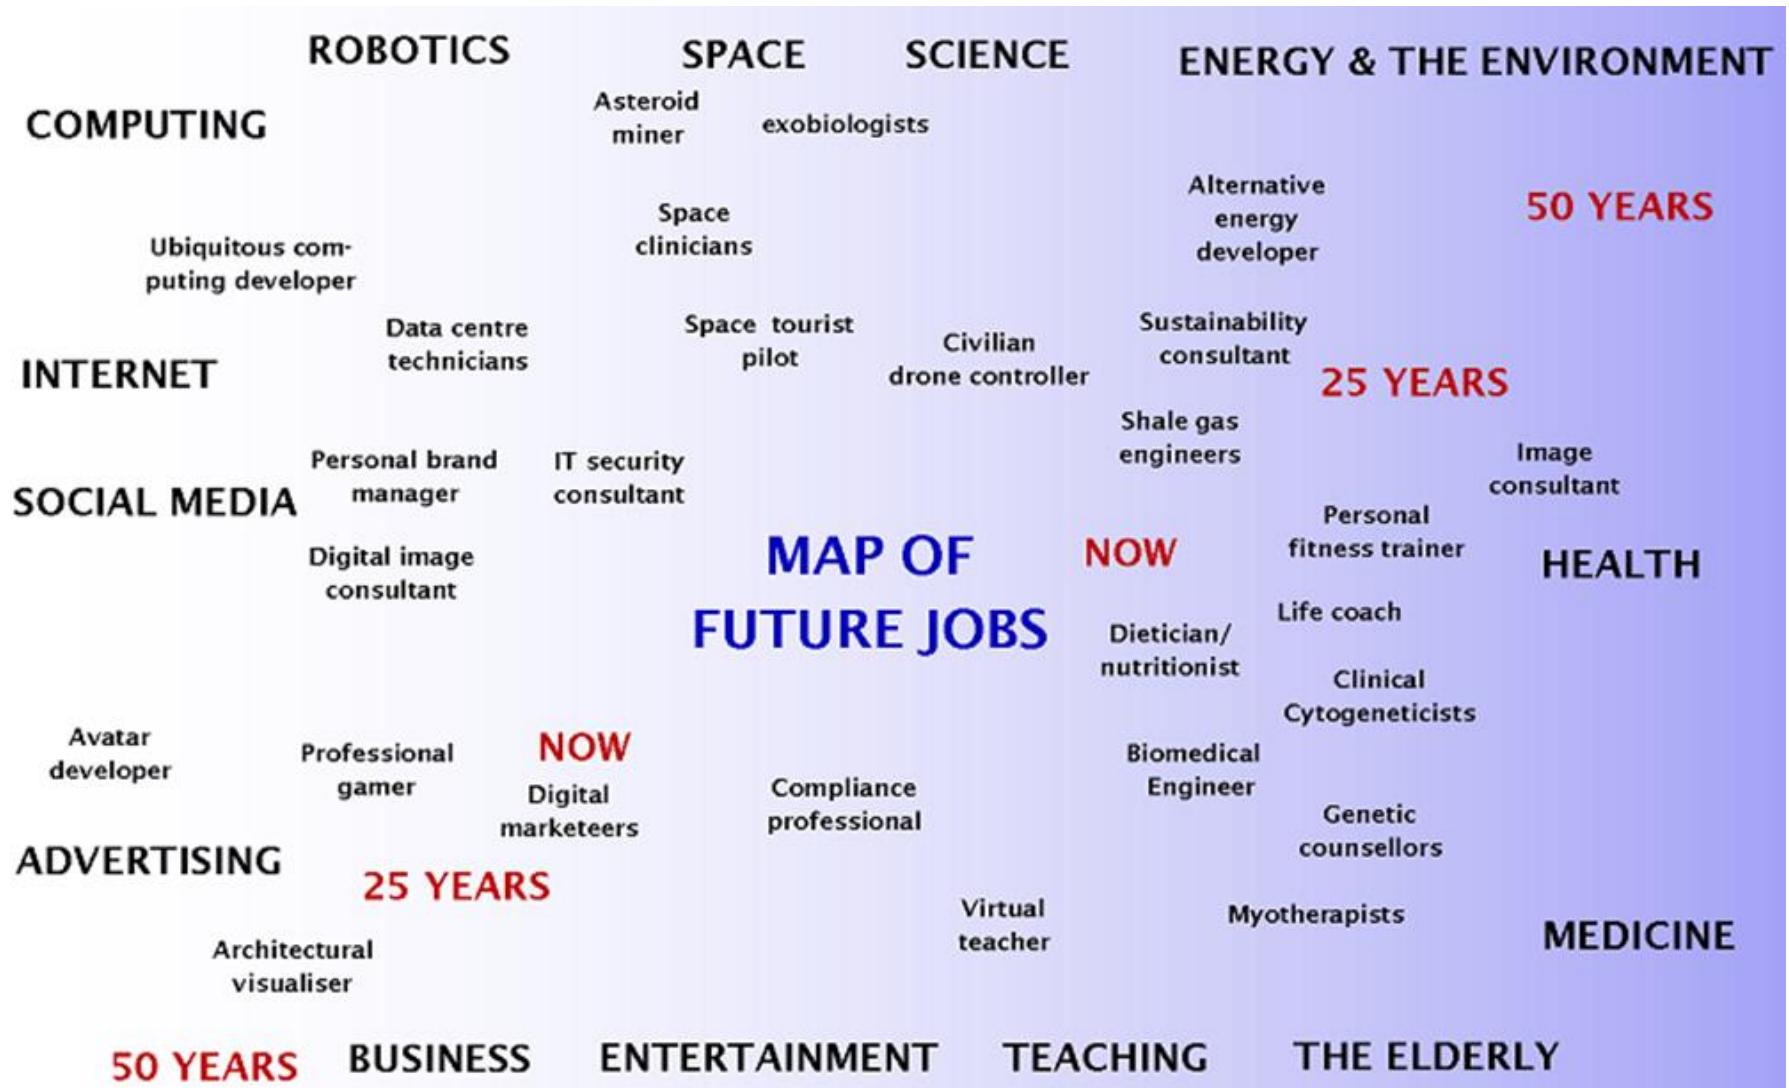 ROBOTICS
SPACE
SCIENCE
ENERGY & THE ENVIRONMENT
COMPUTING
Asteroid
miner
exobiologists
Alternative
energy
developer
50 YEARS
Space
clinicians
Ubiquitous com-
puting developer
Data centre
technicians
Space tourist
pilot
Civilian
drone controller
Sustainability
consultant
INTERNET
25 YEARS
Shale gas
engineers
Image
consultant
Personal brand
manager
IT security
consultant
SOCIAL MEDIA
Personal
fitness trainer
Digital image
consultant
MAP OF
FUTURE JOBS
NOW
HEALTH
Life coach
Dietician/
nutritionist
Clinical
Cytogeneticists
Avatar
developer
Professional
gamer
NOW
Digital
marketeers
Compliance
professional
Biomedical
Engineer
Genetic
counsellors
ADVERTISING
25 YEARS
Virtual
teacher
Myotherapists
MEDICINE
Architectural
visualiser
50 YEARS
BUSINESS
ENTERTAINMENT
TEACHING
THE ELDERLY